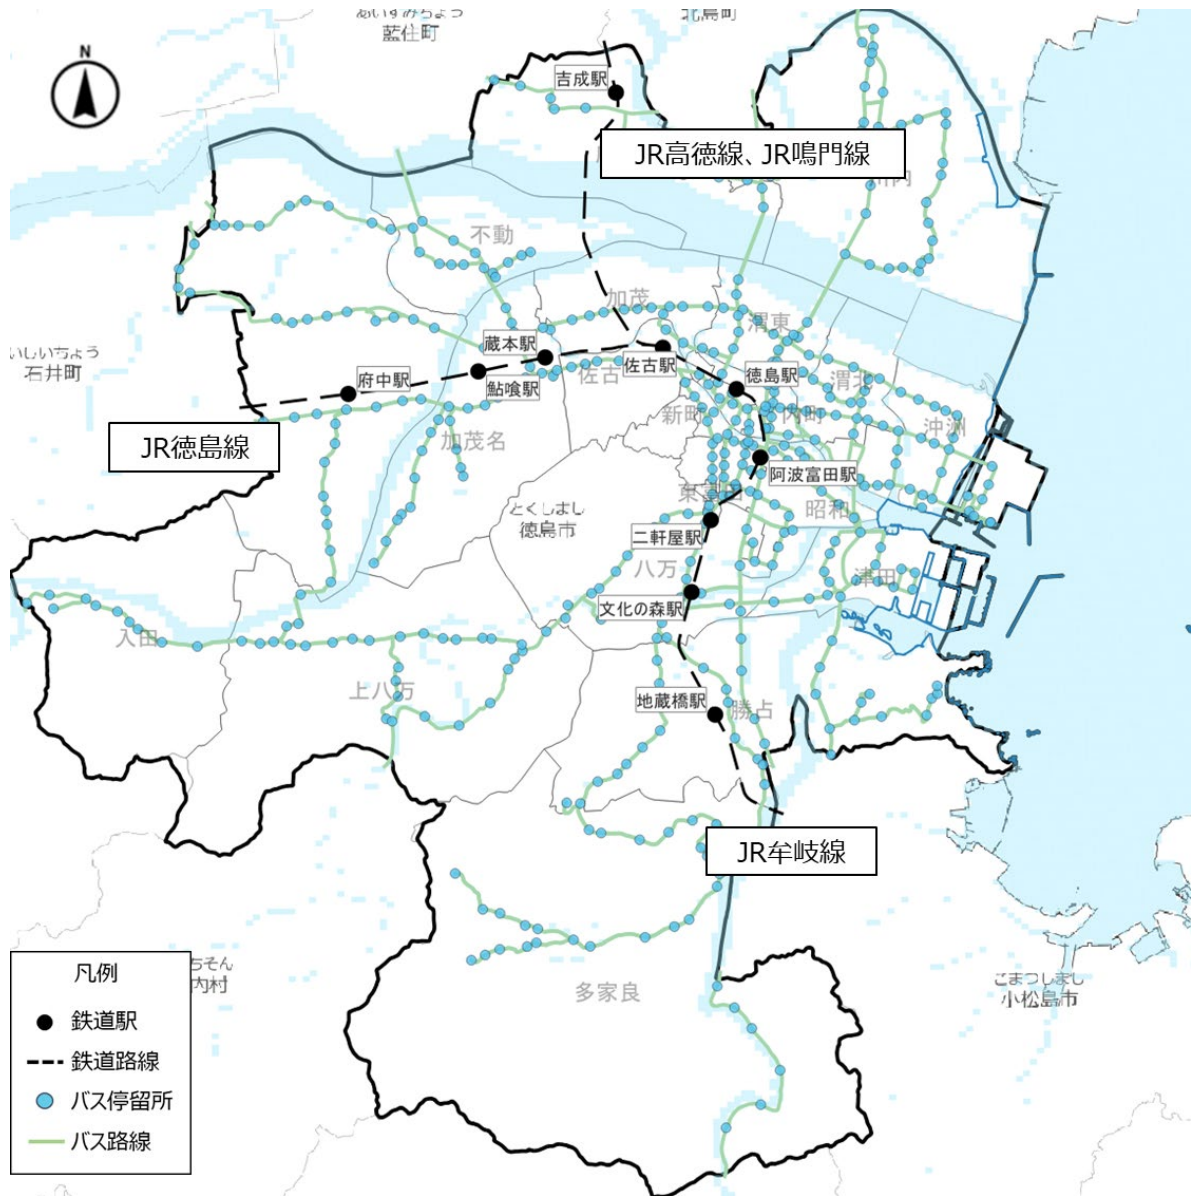 あいずみちょう
藍住町
北島町
N
吉成駅
JR高徳線、JR鳴門線
川内
不動
加茂
渭東
いしいちょう
石井町
蔵本駅
佐古駅
佐古
徳島駅
渭北
府中駅
鮎喰駅
新町
内町
沖洲
JR徳島線
加茂名
阿波富田駅
とくしまし
徳島市
東富田
昭和
二軒屋駅
八万
津田
文化の森駅
入田
上八万
地蔵橋駅
勝占
JR牟岐線
ちそん
内村
多家良
こまつしまし
小松島市
凡例
鉄道駅
鉄道路線
バス停留所
バス路線